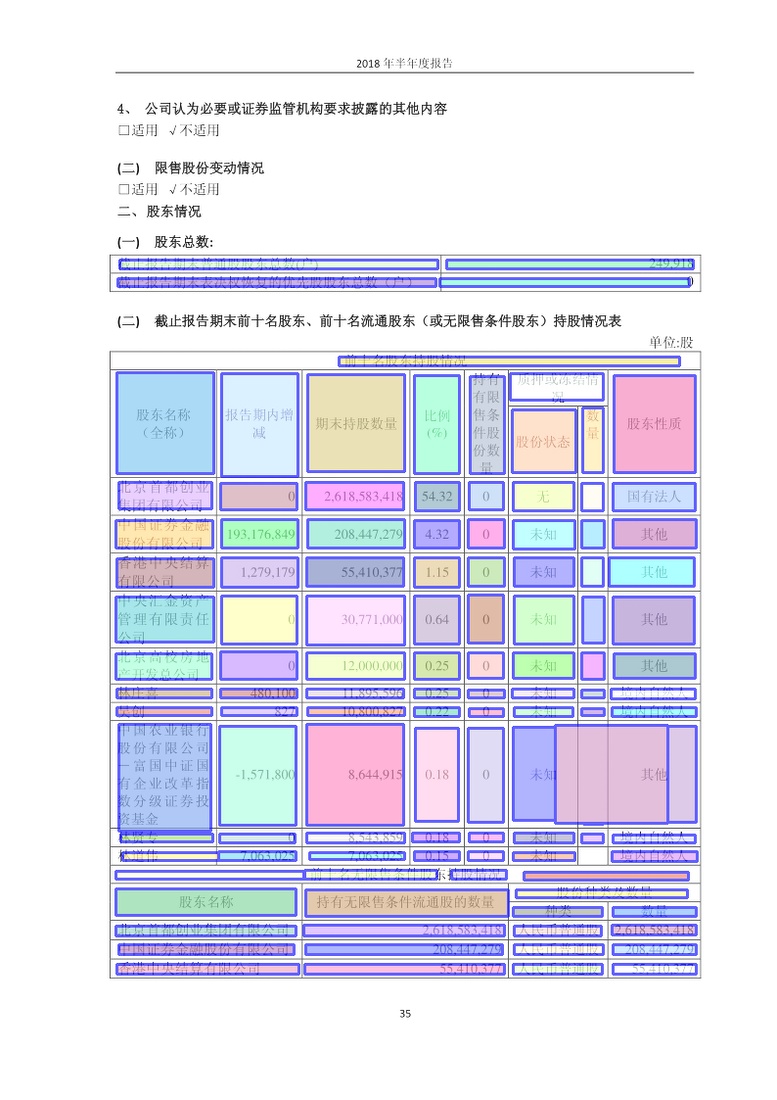 2018 年半年度报告
4、 公司认为必要或证券监管机构要求披露的其他内容
□适用 √不适用
(二) 限售股份变动情况
□适用 √不适用
二、股东情况
(一) 股东总数:
截止报告期末普通股股东总数(户) 249,918
截止报告期末表决权恢复的优先股股东总数（户） 0
(二) 截止报告期末前十名股东、前十名流通股东（或无限售条件股东）持股情况表
单位:股
前十名股东持股情况
股东名称（全称） 报告期内增减 期末持股数量 比例(%) 持有有限售条件股份数量 质押或冻结情况 股东性质
股份状态 数量
北京首都创业集团有限公司 0 2,618,583,418 54.32 0 无 国有法人
中国证券金融股份有限公司 193,176,849 208,447,279 4.32 0 未知 其他
香港中央结算有限公司 1,279,179 55,410,377 1.15 0 未知 其他
中央汇金资产管理有限责任公司 0 30,771,000 0.64 0 未知 其他
北京高校房地产开发总公司 0 12,000,000 0.25 0 未知 其他
林庄喜 480,100 11,895,596 0.25 0 未知 境内自然人
吴创 827 10,800,827 0.22 0 未知 境内自然人
中国农业银行股份有限公司－富国中证国有企业改革指数分级证券投资基金 -1,571,800 8,644,915 0.18 0 未知 其他
林贤专 0 8,543,859 0.18 0 未知 境内自然人
林道伟 7,063,025 7,063,025 0.15 0 未知 境内自然人
前十名无限售条件股东持股情况
股东名称 持有无限售条件流通股的数量 股份种类及数量
种类 数量
北京首都创业集团有限公司 2,618,583,418 人民币普通股 2,618,583,418
中国证券金融股份有限公司 208,447,279 人民币普通股 208,447,279
香港中央结算有限公司 55,410,377 人民币普通股 55,410,377
35